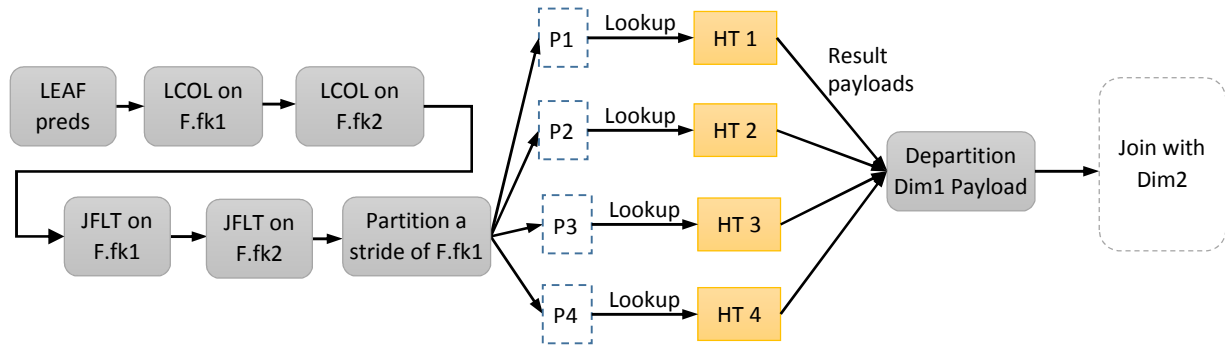 LEAF
preds
LCOL on
F.fk1
LCOL on
F.fk2
JFLT on
F.fk1
JFLT on
F.fk2
Partition a
stride of F.fk1
P1
Lookup
HT 1
P2
Lookup
HT 2
P3
Lookup
HT 3
P4
Lookup
HT 4
Result
payloads
Departition
Dim1 Payload
Join with
Dim2